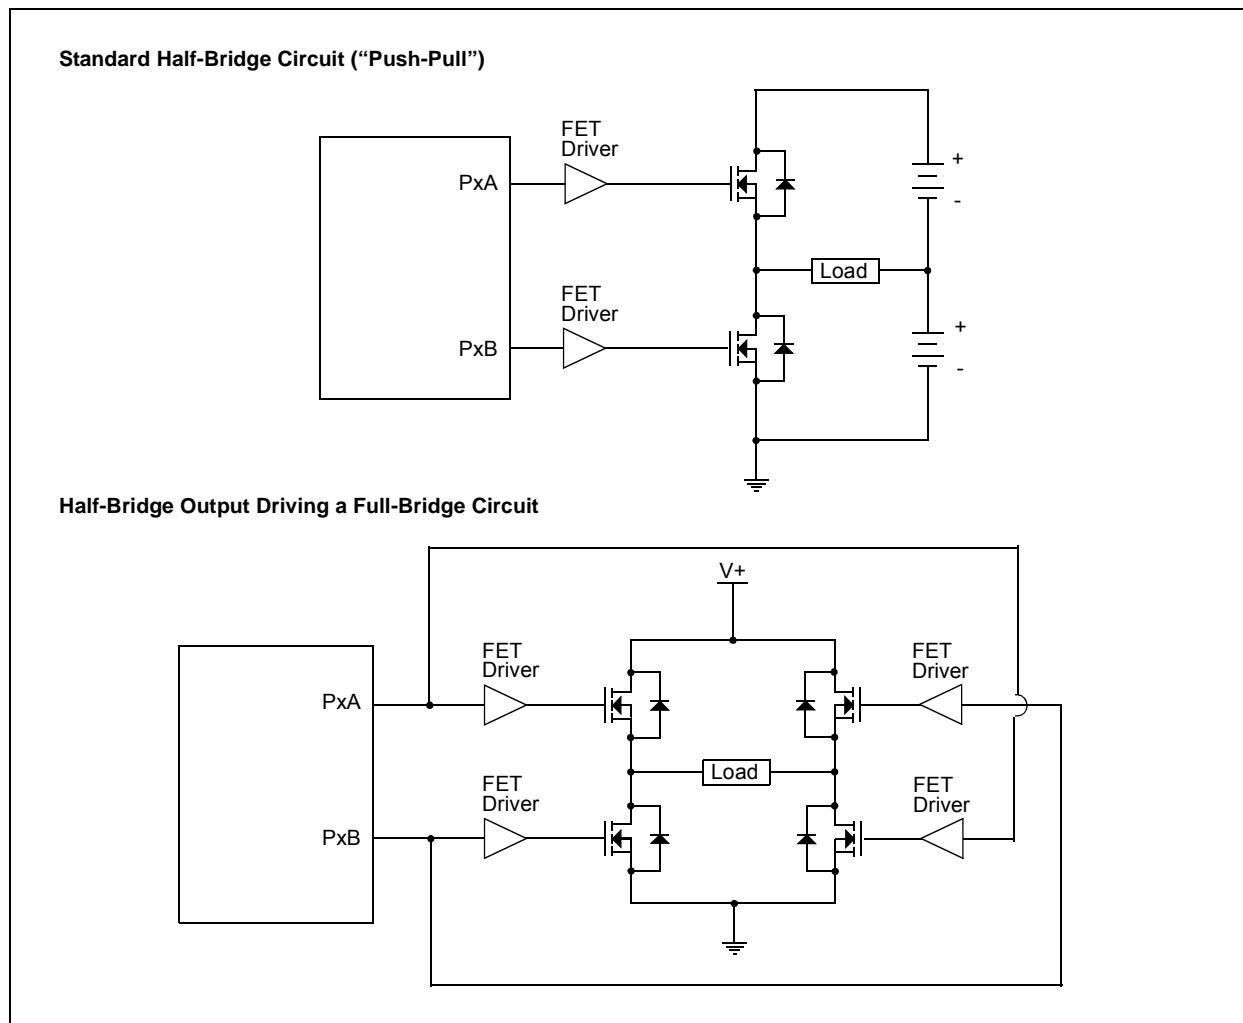 Standard Half-Bridge Circuit (“Push-Pull”)
FET
Driver
PxA
+
-
Load
FET
Driver
PxB
+
-
Half-Bridge Output Driving a Full-Bridge Circuit
V+
FET
Driver
FET
Driver
PxA
Load
FET
Driver
FET
Driver
PxB